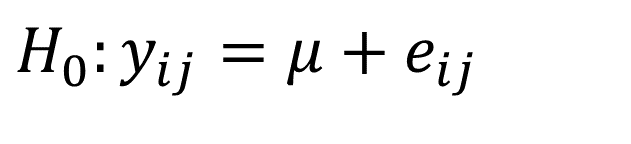 H₀: yᵢⱼ = μ + eᵢⱼ